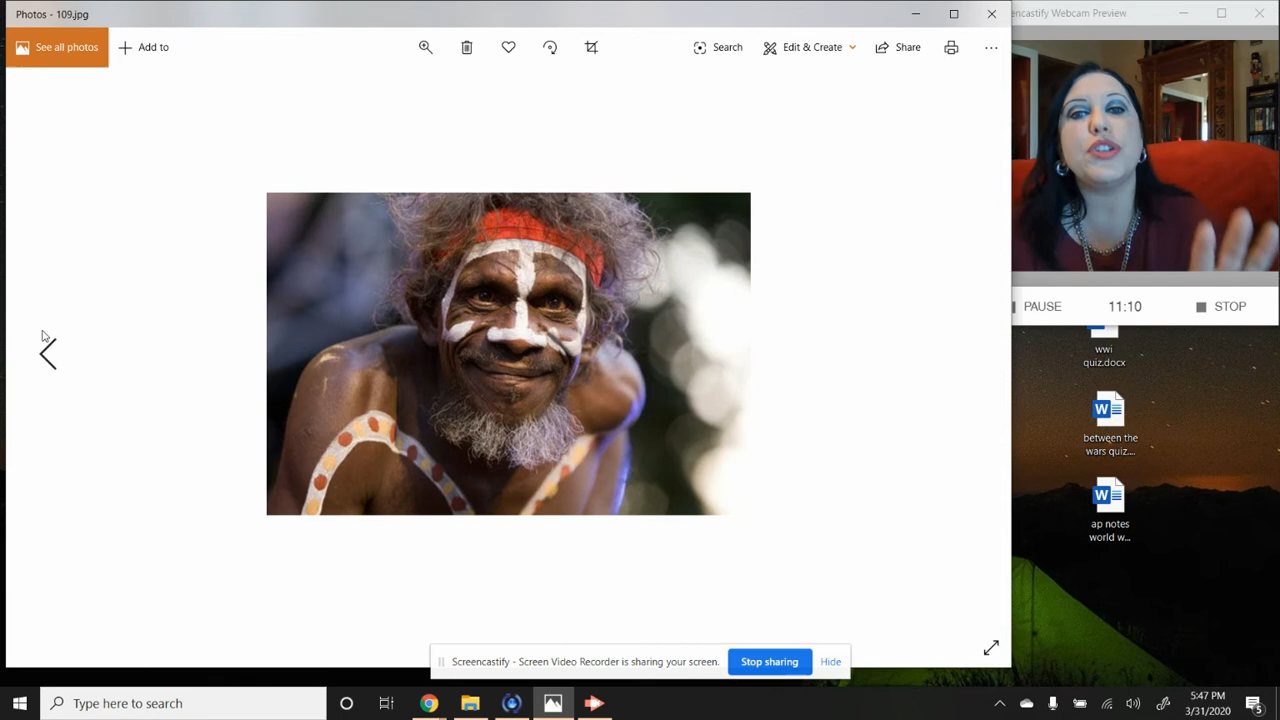 Photos - 109.jpg
encastify Webcam Preview
See all photos
Add to
Search
Edit & Create
Share
PAUSE
11:10
STOP
wwi
quiz.docx
between the
wars quiz....
ap notes
world w...
Screencastify - Screen Video Recorder is sharing your screen.
Stop sharing
Hide
Type here to search
5:47 PM
3/31/2020
5